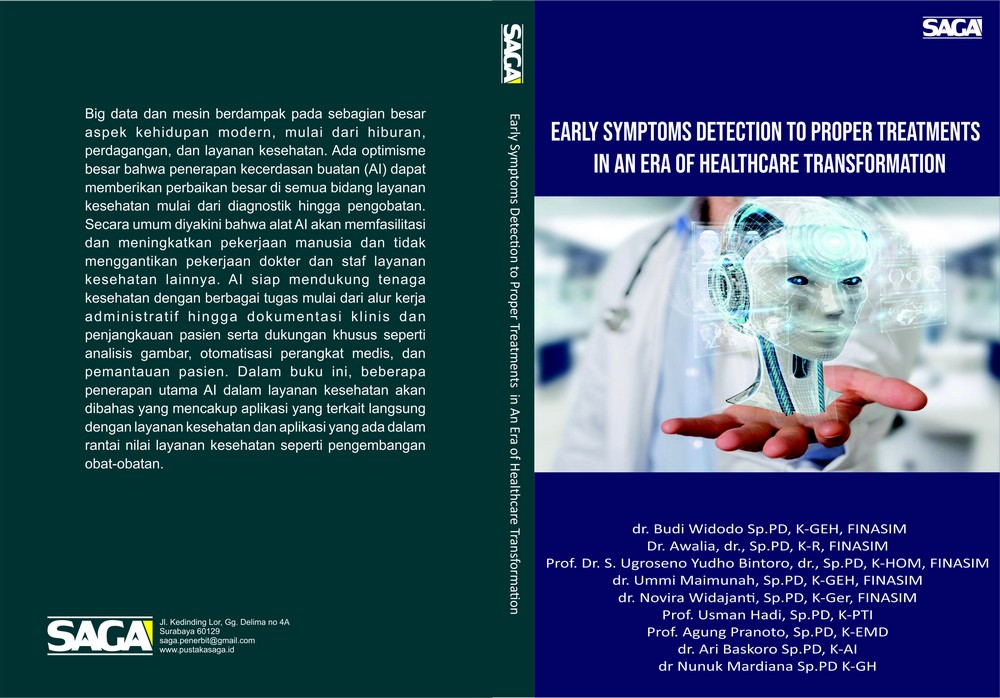 Big data dan mesin berdampak pada sebagian besar
aspek kehidupan modern, mulai dari hiburan,
perdagangan, dan layanan kesehatan. Ada optimisme
besar bahwa penerapan kecerdasan buatan (AI) dapat
memberikan perbaikan besar di semua bidang layanan
kesehatan mulai dari diagnostik hingga pengobatan.
Secara umum diyakini bahwa alat AI akan memfasilitasi
dan meningkatkan pekerjaan manusia dan tidak
menggantikan pekerjaan dokter dan staf layanan
kesehatan lainnya. AI siap mendukung tenaga
kesehatan dengan berbagai tugas mulai dari alur kerja
administratif hingga dokumentasi klinis dan
penjangkauan pasien serta dukungan khusus seperti
analisis gambar, otomatisasi perangkat medis, dan
pemantauan pasien. Dalam buku ini, beberapa
penerapan utama AI dalam layanan kesehatan akan
dibahas yang mencakup aplikasi yang terkait langsung
dengan layanan kesehatan dan aplikasi yang ada dalam
rantai nilai layanan kesehatan seperti pengembangan
obat-obatan.
SAGA
Jl. Kedinding Lor, Gg. Delima no 4A
Surabaya 60129
saga.penerbit@gmail.com
www.pustakasaga.id
SAGA
Early Symptoms Detection to Proper Treatments in An Era of Healthcare Transformation
SAGA
EARLY SYMPTOMS DETECTION TO PROPER TREATMENTS
IN AN ERA OF HEALTHCARE TRANSFORMATION
dr. Budi Widodo Sp.PD, K-GEH, FINASIM
Dr. Awalia, dr., Sp.PD, K-R, FINASIM
Prof. Dr. S. Ugroseno Yudho Bintoro, dr., Sp.PD, K-HOM, FINASIM
dr. Ummi Maimunah, Sp.PD, K-GEH, FINASIM
dr. Novira Widajanti, Sp.PD, K-Ger, FINASIM
Prof. Usman Hadi, Sp.PD, K-PTI
Prof. Agung Pranoto, Sp.PD, K-EMD
dr. Ari Baskoro Sp.PD, K-AI
dr Nunuk Mardiana Sp.PD K-GH